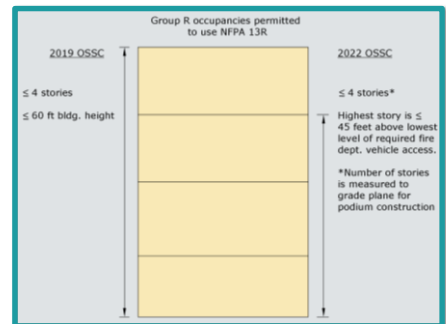 Group R occupancies permitted
to use NFPA 13R
2019 OSSC
≤ 4 stories
≤ 60 ft bldg. height
2022 OSSC
≤ 4 stories*
Highest story is ≤
45 feet above lowest
level of required fire
dept. vehicle access.
*Number of stories
is measured to
grade plane for
podium construction